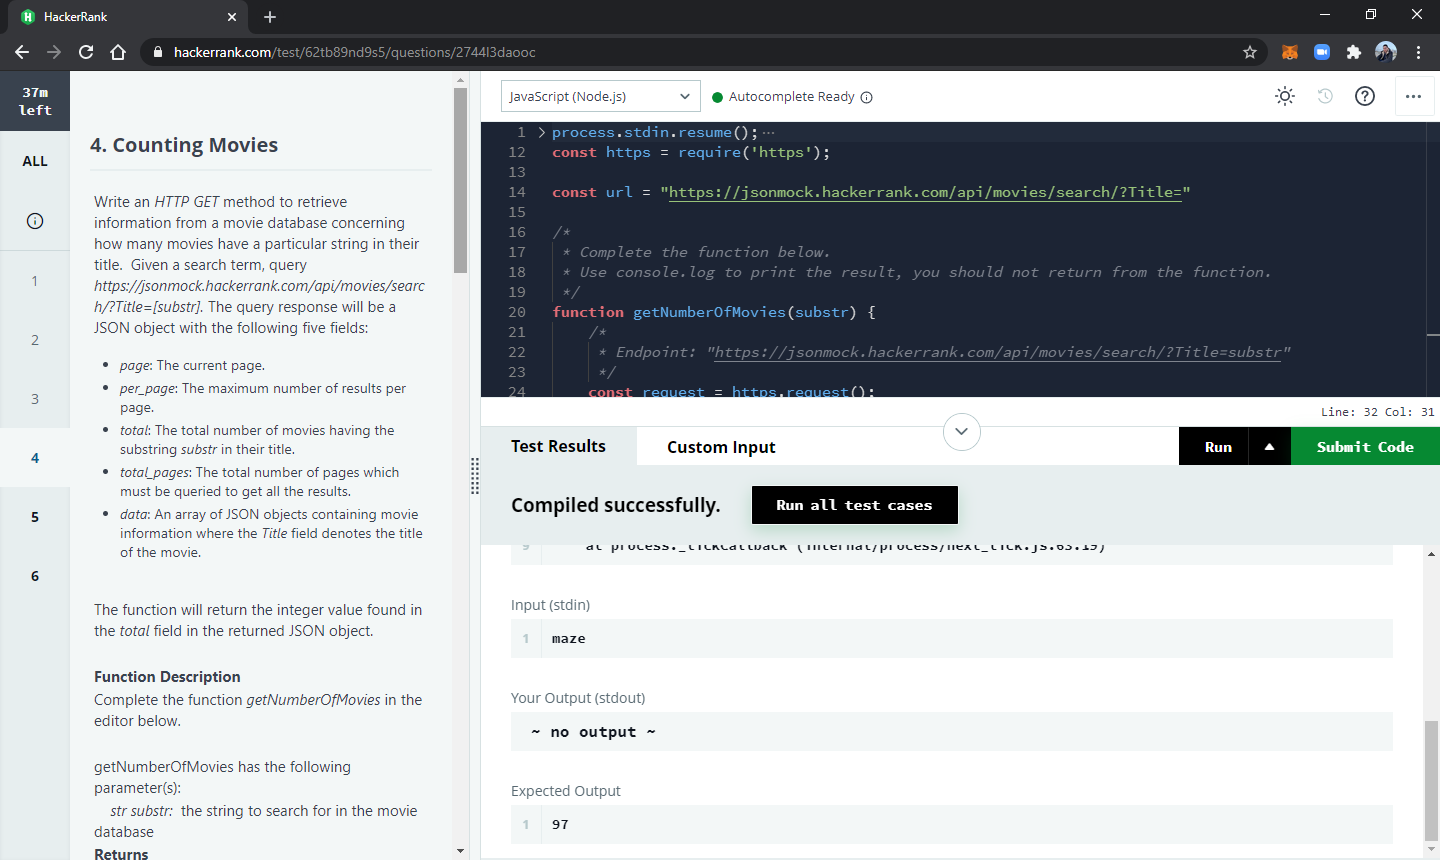 HackerRank
hackerrank.com/test/62tb89nd9s5/questions/2744l3daooc
37m
left
ALL
1
2
3
4
5
6
4. Counting Movies
Write an HTTP GET method to retrieve
information from a movie database concerning
how many movies have a particular string in their
title.  Given a search term, query
https://jsonmock.hackerrank.com/api/movies/searc
h/?Title=[substr]. The query response will be a
JSON object with the following five fields:
• page: The current page.
• per_page: The maximum number of results per
page.
• total: The total number of movies having the
substring substr in their title.
• total_pages: The total number of pages which
must be queried to get all the results.
• data: An array of JSON objects containing movie
information where the Title field denotes the title
of the movie.
The function will return the integer value found in
the total field in the returned JSON object.
Function Description
Complete the function getNumberOfMovies in the
editor below.
getNumberOfMovies has the following
parameter(s):
str substr:  the string to search for in the movie
database
Returns
JavaScript (Node.js)
Autocomplete Ready
1 process.stdin.resume();···
12 const https = require('https');
13
14 const url = "https://jsonmock.hackerrank.com/api/movies/search/?Title="
15
16 /*
17 * Complete the function below.
18 * Use console.log to print the result, you should not return from the function.
19 */
20 function getNumberOfMovies(substr) {
21 /*
22 * Endpoint: "https://jsonmock.hackerrank.com/api/movies/search/?Title=substr"
23 */
24 const request = https.request();
Line: 32 Col: 31
Test Results
Custom Input
Run
Submit Code
Compiled successfully.
Run all test cases
9 at process._tickCallback (internal/process/next_tick.js:63:19)
Input (stdin)
1 maze
Your Output (stdout)
~ no output ~
Expected Output
1 97